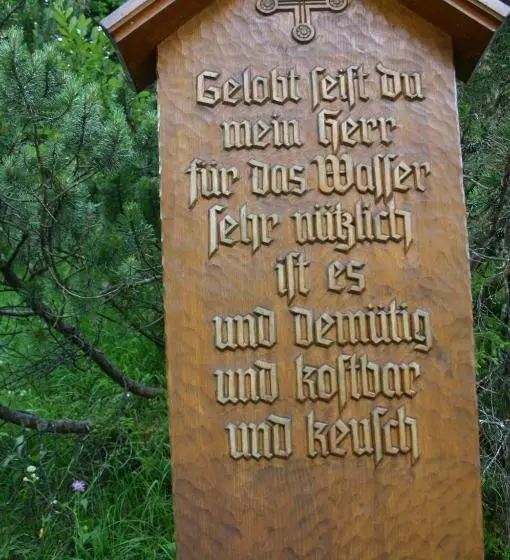 Gelobt seist du
mein Herr
für das Wasser
sehr nützlich
ist es
und demütig
und kostbar
und keusch